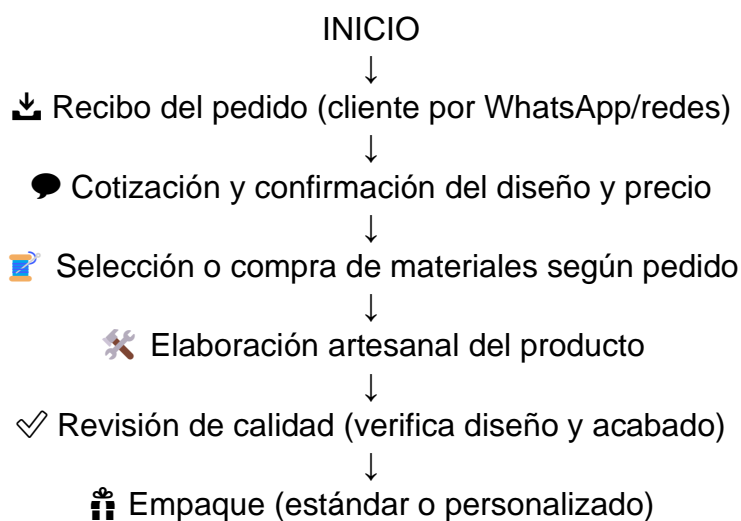 INICIO
↓
📥 Recibo del pedido (cliente por WhatsApp/redes)
↓
💬 Cotización y confirmación del diseño y precio
↓
🧵 Selección o compra de materiales según pedido
↓
🛠 Elaboración artesanal del producto
↓
✅ Revisión de calidad (verifica diseño y acabado)
↓
🎁 Empaque (estándar o personalizado)